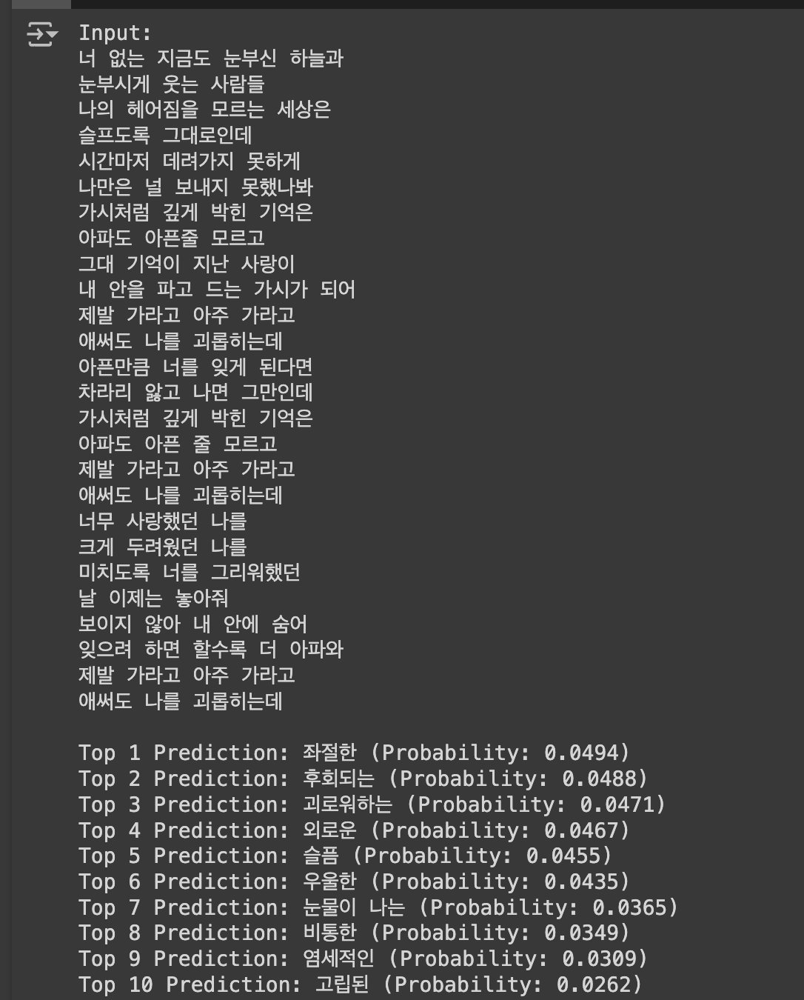 Input:
너 없는 지금도 눈부신 하늘과
눈부시게 웃는 사람들
나의 헤어짐을 모르는 세상은
슬프도록 그대로인데
시간마저 데려가지 못하게
나만은 널 보내지 못했나봐
가시처럼 깊게 박힌 기억은
아파도 아픈줄 모르고
그대 기억이 지난 사랑이
내 안을 파고 드는 가시가 되어
제발 가라고 아주 가라고
애써도 나를 괴롭히는데
아픈만큼 너를 잊게 된다면
차라리 앓고 나면 그만인데
가시처럼 깊게 박힌 기억은
아파도 아픈 줄 모르고
제발 가라고 아주 가라고
애써도 나를 괴롭히는데
너무 사랑했던 나를
크게 두려웠던 나를
미치도록 너를 그리워했던
날 이제는 놓아줘
보이지 않아 내 안에 숨어
잊으려 하면 할수록 더 아파와
제발 가라고 아주 가라고
애써도 나를 괴롭히는데
Top 1 Prediction: 좌절한 (Probability: 0.0494)
Top 2 Prediction: 후회되는 (Probability: 0.0488)
Top 3 Prediction: 괴로워하는 (Probability: 0.0471)
Top 4 Prediction: 외로운 (Probability: 0.0467)
Top 5 Prediction: 슬픔 (Probability: 0.0455)
Top 6 Prediction: 우울한 (Probability: 0.0435)
Top 7 Prediction: 눈물이 나는 (Probability: 0.0365)
Top 8 Prediction: 비통한 (Probability: 0.0349)
Top 9 Prediction: 염세적인 (Probability: 0.0309)
Top 10 Prediction: 고립된 (Probability: 0.0262)